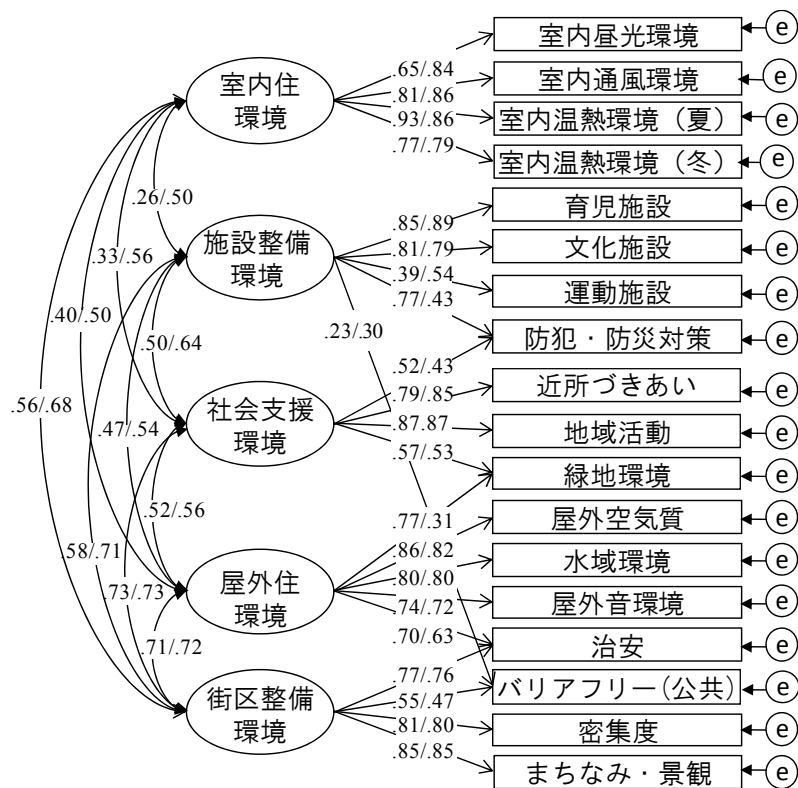 室内住
環境
施設整備
環境
社会支援
環境
屋外住
環境
街区整備
環境
.26/.50
.33/.56
.40/.50
.56/.68
.50/.64
.47/.54
.58/.71
.52/.56
.73/.73
.71/.72
.65/.84
.81/.86
.93/.86
.77/.79
.85/.89
.81/.79
.39/.54
.77/.43
.23/.30
.52/.43
.79/.85
.87.87
.57/.53
.77/.31
.86/.82
.80/.80
.74/.72
.70/.63
.77/.76
.55/.47
.81/.80
.85/.85
室内昼光環境 e
室内通風環境 e
室内温熱環境（夏） e
室内温熱環境（冬） e
育児施設 e
文化施設 e
運動施設 e
防犯・防災対策 e
近所づきあい e
地域活動 e
緑地環境 e
屋外空気質 e
水域環境 e
屋外音環境 e
治安 e
バリアフリー(公共) e
密集度 e
まちなみ・景観 e